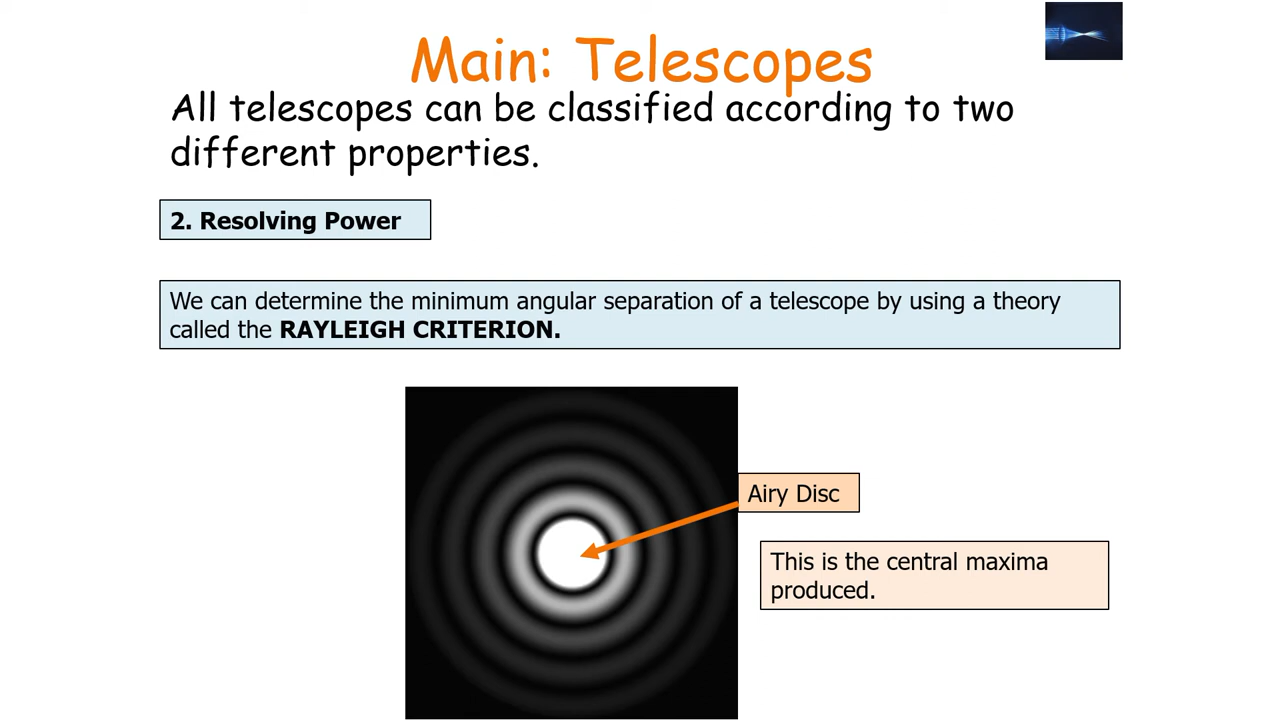 Main: Telescopes
All telescopes can be classified according to two
different properties.
2. Resolving Power
We can determine the minimum angular separation of a telescope by using a theory
called the RAYLEIGH CRITERION.
Airy Disc
This is the central maxima
produced.